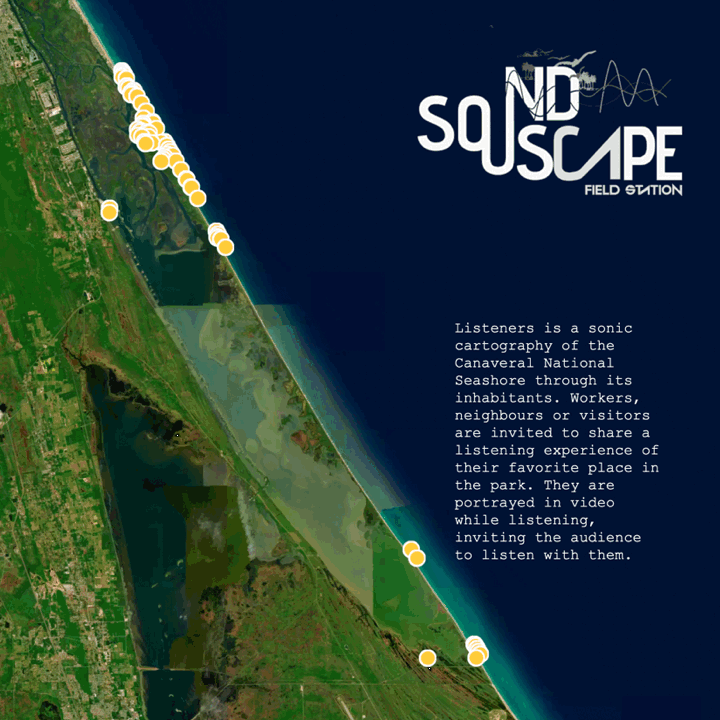 SOUNDSCAPE
FIELD STATION
Listeners is a sonic
cartography of the
Canaveral National
Seashore through its
inhabitants. Workers,
neighbours or visitors
are invited to share a
listening experience of
their favorite place in
the park. They are
portrayed in video
while listening,
inviting the audience
to listen with them.